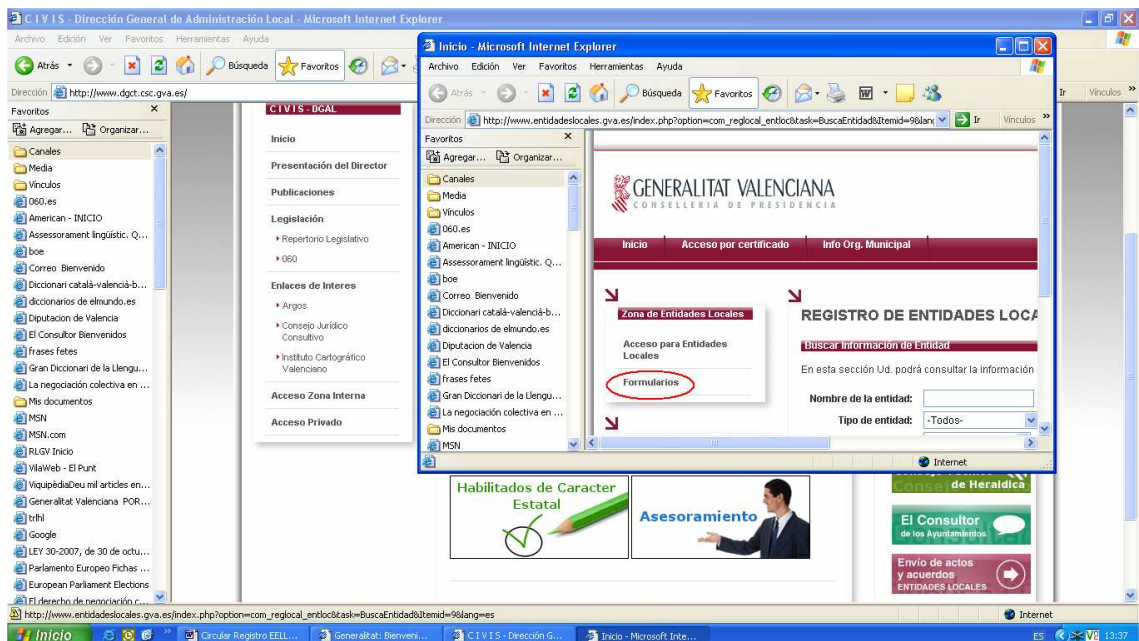 C I V I S - Dirección General de Administración Local - Microsoft Internet Explorer
Archivo Edición Ver Favoritos Herramientas Ayuda
Atrás Búsqueda Favoritos
Dirección http://www.dgct.csc.gva.es/ Ir Vínculos
Favoritos
Agregar... Organizar...
Canales
Media
Vínculos
060.es
American - INICIO
Assessorament lingüístic. Q...
boe
Correo Bienvenido
Diccionari català-valencià-b...
diccionarios de elmundo.es
Diputacion de Valencia
El Consultor Bienvenidos
frases fetes
Gran Diccionari de la Llengu...
La negociación colectiva en ...
Mis documentos
MSN
MSN.com
RLGV Inicio
VilaWeb - El Punt
ViquipèdiaDeu mil articles en...
Generalitat Valenciana POR...
trlhl
Google
LEY 30-2007, de 30 de octu...
Parlamento Europeo Fichas ...
European Parliament Elections
El derecho de negociación c...
C I V I S - DGAL
Inicio
Presentación del Director
Publicaciones
Legislación
Repertorio Legislativo
060
Enlaces de Interes
Argos
Consejo Jurídico
Consultivo
Instituto Cartográfico
Valenciano
Acceso Zona Interna
Acceso Privado
Inicio - Microsoft Internet Explorer
Archivo Edición Ver Favoritos Herramientas Ayuda
Atrás Búsqueda Favoritos
Dirección http://www.entidadeslocales.gva.es/index.php?option=com_reglocal_entloc&task=BuscaEntidad&Itemid=98&lan Ir Vínculos
Favoritos
Agregar... Organizar...
Canales
Media
Vínculos
060.es
American - INICIO
Assessorament lingüístic. Q...
boe
Correo Bienvenido
Diccionari català-valencià-b...
diccionarios de elmundo.es
Diputacion de Valencia
El Consultor Bienvenidos
frases fetes
Gran Diccionari de la Llengu...
La negociación colectiva en ...
Mis documentos
MSN
GENERALITAT VALENCIANA
CONSELLERIA DE PRESIDENCIA
Inicio Acceso por certificado Info Org. Municipal
Zona de Entidades Locales
Acceso para Entidades
Locales
Formularios
REGISTRO DE ENTIDADES LOCA
Buscar Información de Entidad
En esta sección Ud. podrá consultar la información
Nombre de la entidad:
Tipo de entidad: -Todos-
Internet
Habilitados de Caracter
Estatal
Asesoramiento
de Heraldica
El Consultor
de los Ayuntamientos
Envío de actos
y acuerdos
ENTIDADES LOCALES
http://www.entidadeslocales.gva.es/index.php?option=com_reglocal_entloc&task=BuscaEntidad&Itemid=98&lang=es Internet
Inicio Circular Registro EELL... Generalitat: Bienveni... C I V I S - Dirección G... Inicio - Microsoft Inte... ES 13:37